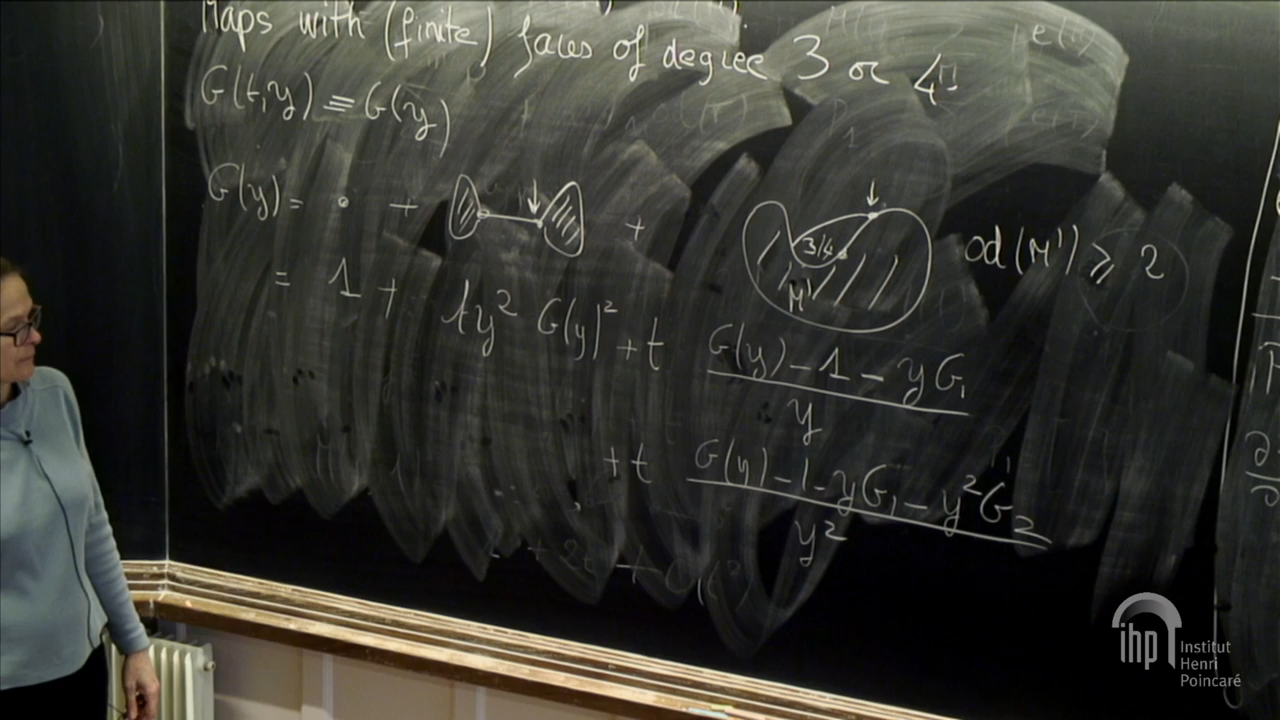 Maps with (finite) faces of degree 3 or 4
G(t,y) ≡ G(y)
G(y) = • + +
3/4
M'
od(M') ⩾ 2
= 1 + ty² G(y)² + t (G(y) - 1 - yG₁)/y
+ t (G(y) - 1 - yG₁ - y²G₂)/y²
ihp Institut
Henri
Poincaré